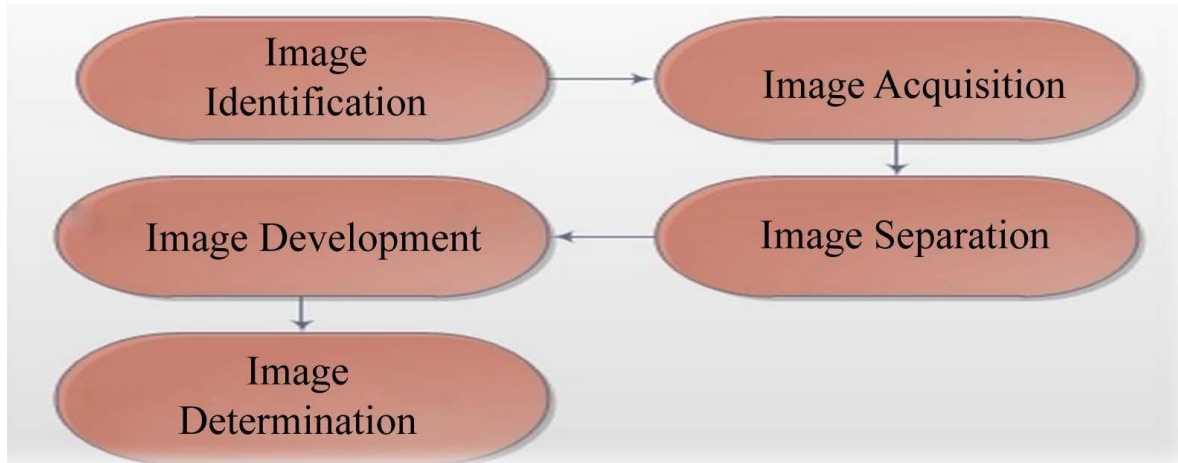 Image
Identification
Image Acquisition
Image Separation
Image Development
Image
Determination